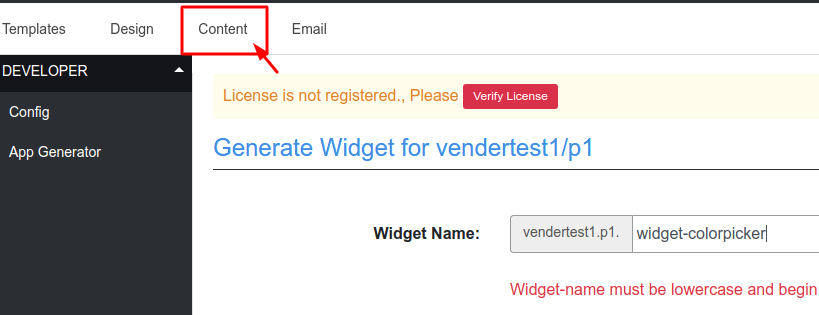 Templates Design Content Email
DEVELOPER
Config
App Generator
License is not registered., Please Verify License
Generate Widget for vendertest1/p1
Widget Name: vendertest1.p1. widget-colorpicker
Widget-name must be lowercase and begin